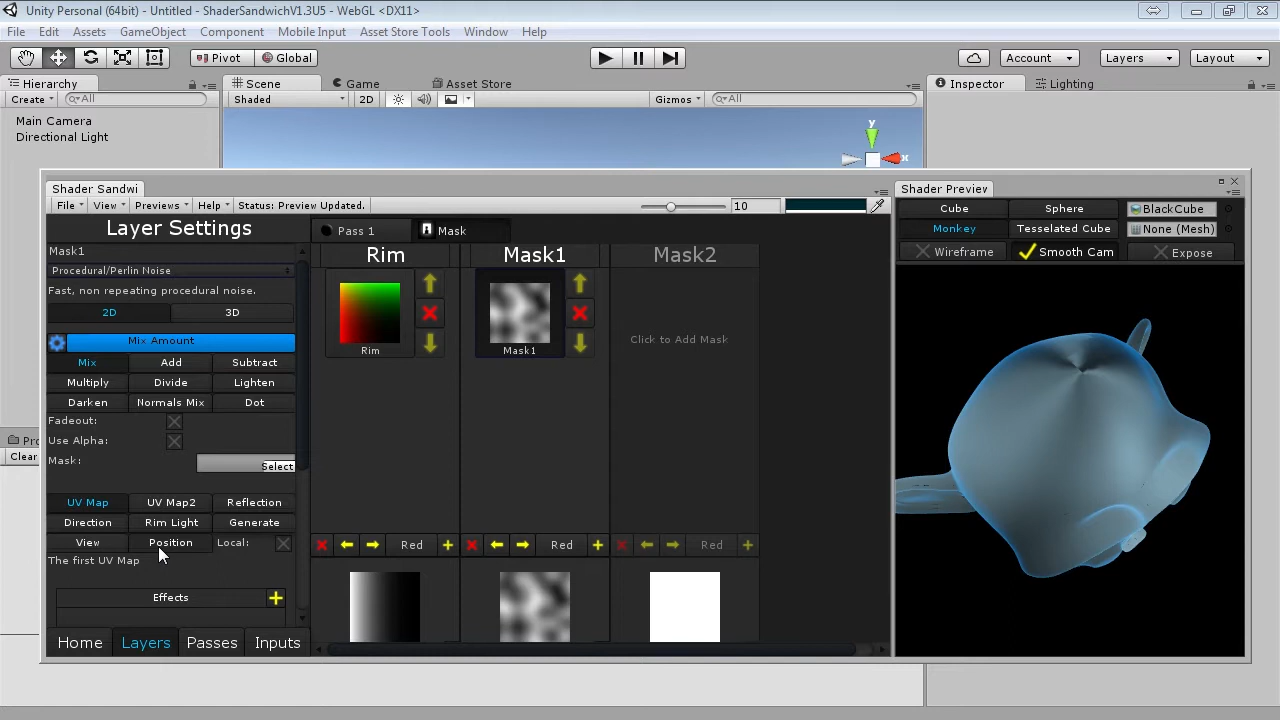 Unity Personal (64bit) - Untitled - ShaderSandwichV1.3U5 - WebGL <DX11>
File Edit Assets GameObject Component Mobile Input Asset Store Tools Window Help
Pivot Global Account Layers Layout
Hierarchy Scene Game Asset Store Inspector Lighting
Create All Shaded 2D Gizmos All
Main Camera
Directional Light
y
x
Shader Sandwi Shader Preview
File View Previews Help Status: Preview Updated. 10
Cube Sphere BlackCube
Monkey Tesselated Cube None (Mesh)
Wireframe Smooth Cam Expose
Layer Settings Pass 1 Mask
Mask1
Rim Mask1 Mask2
Procedural/Perlin Noise
Fast, non repeating procedural noise.
2D 3D
Mix Amount
Click to Add Mask
Rim Mask1
Mix Add Subtract
Multiply Divide Lighten
Darken Normals Mix Dot
Fadeout:
Use Alpha:
Mask: Select
UV Map UV Map2 Reflection
Direction Rim Light Generate
View Position Local:
Red Red Red
The first UV Map
Effects
Home Layers Passes Inputs
Pro
Clear